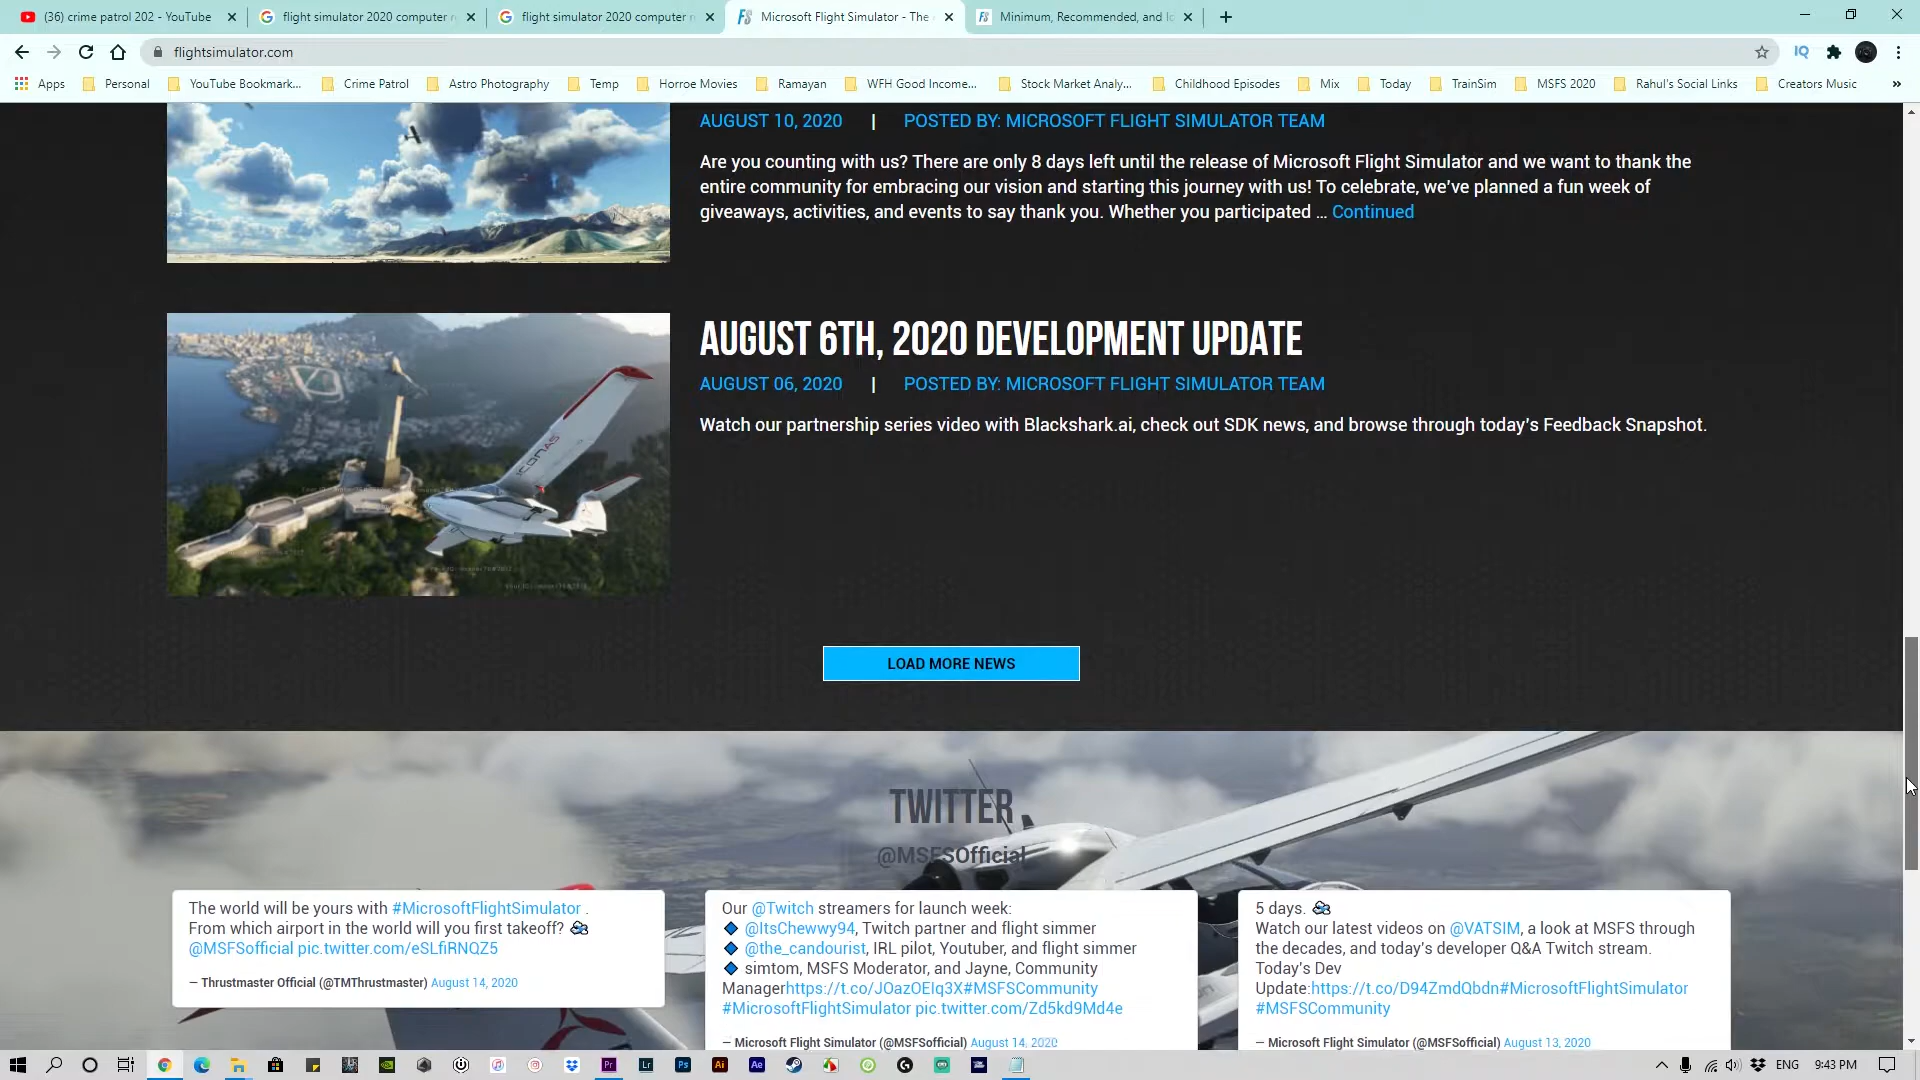 (36) crime patrol 202 - YouTube
flight simulator 2020 computer r
flight simulator 2020 computer r
Microsoft Flight Simulator - The
Minimum, Recommended, and Id
flightsimulator.com
Apps
Personal
YouTube Bookmark...
Crime Patrol
Astro Photography
Temp
Horroe Movies
Ramayan
WFH Good Income...
Stock Market Analy...
Childhood Episodes
Mix
Today
TrainSim
MSFS 2020
Rahul's Social Links
Creators Music
»
AUGUST 10, 2020 | POSTED BY: MICROSOFT FLIGHT SIMULATOR TEAM
Are you counting with us? There are only 8 days left until the release of Microsoft Flight Simulator and we want to thank the
entire community for embracing our vision and starting this journey with us! To celebrate, we've planned a fun week of
giveaways, activities, and events to say thank you. Whether you participated ... Continued
AUGUST 6TH, 2020 DEVELOPMENT UPDATE
AUGUST 06, 2020 | POSTED BY: MICROSOFT FLIGHT SIMULATOR TEAM
Watch our partnership series video with Blackshark.ai, check out SDK news, and browse through today's Feedback Snapshot.
ICON A5
LOAD MORE NEWS
TWITTER
@MSFSOfficial
The world will be yours with #MicrosoftFlightSimulator .
From which airport in the world will you first takeoff?
@MSFSofficial pic.twitter.com/eSLfiRNQZ5
— Thrustmaster Official (@TMThrustmaster) August 14, 2020
Our @Twitch streamers for launch week:
@ItsChewwy94, Twitch partner and flight simmer
@the_candourist, IRL pilot, Youtuber, and flight simmer
simtom, MSFS Moderator, and Jayne, Community
Managerhttps://t.co/JOazOEIq3X#MSFSCommunity
#MicrosoftFlightSimulator pic.twitter.com/Zd5kd9Md4e
— Microsoft Flight Simulator (@MSFSofficial) August 14, 2020
5 days.
Watch our latest videos on @VATSIM, a look at MSFS through
the decades, and today's developer Q&A Twitch stream.
Today's Dev
Update:https://t.co/D94ZmdQbdn#MicrosoftFlightSimulator
#MSFSCommunity
— Microsoft Flight Simulator (@MSFSofficial) August 13, 2020
Pr
Lr
Ps
Ai
Ae
ENG
9:43 PM